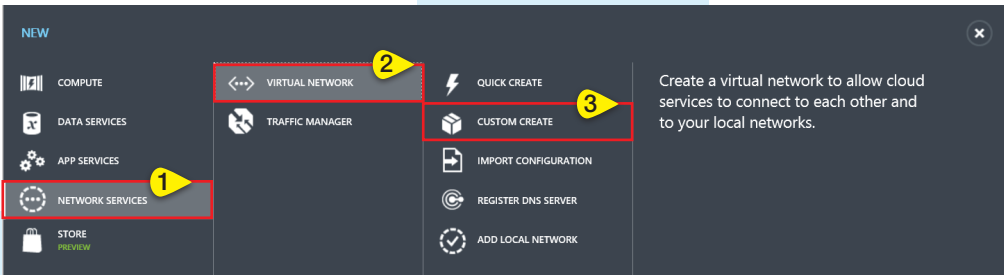 NEW
COMPUTE
DATA SERVICES
APP SERVICES
1
NETWORK SERVICES
STORE
PREVIEW
2
VIRTUAL NETWORK
TRAFFIC MANAGER
QUICK CREATE
3
CUSTOM CREATE
IMPORT CONFIGURATION
REGISTER DNS SERVER
ADD LOCAL NETWORK
Create a virtual network to allow cloud
services to connect to each other and
to your local networks.